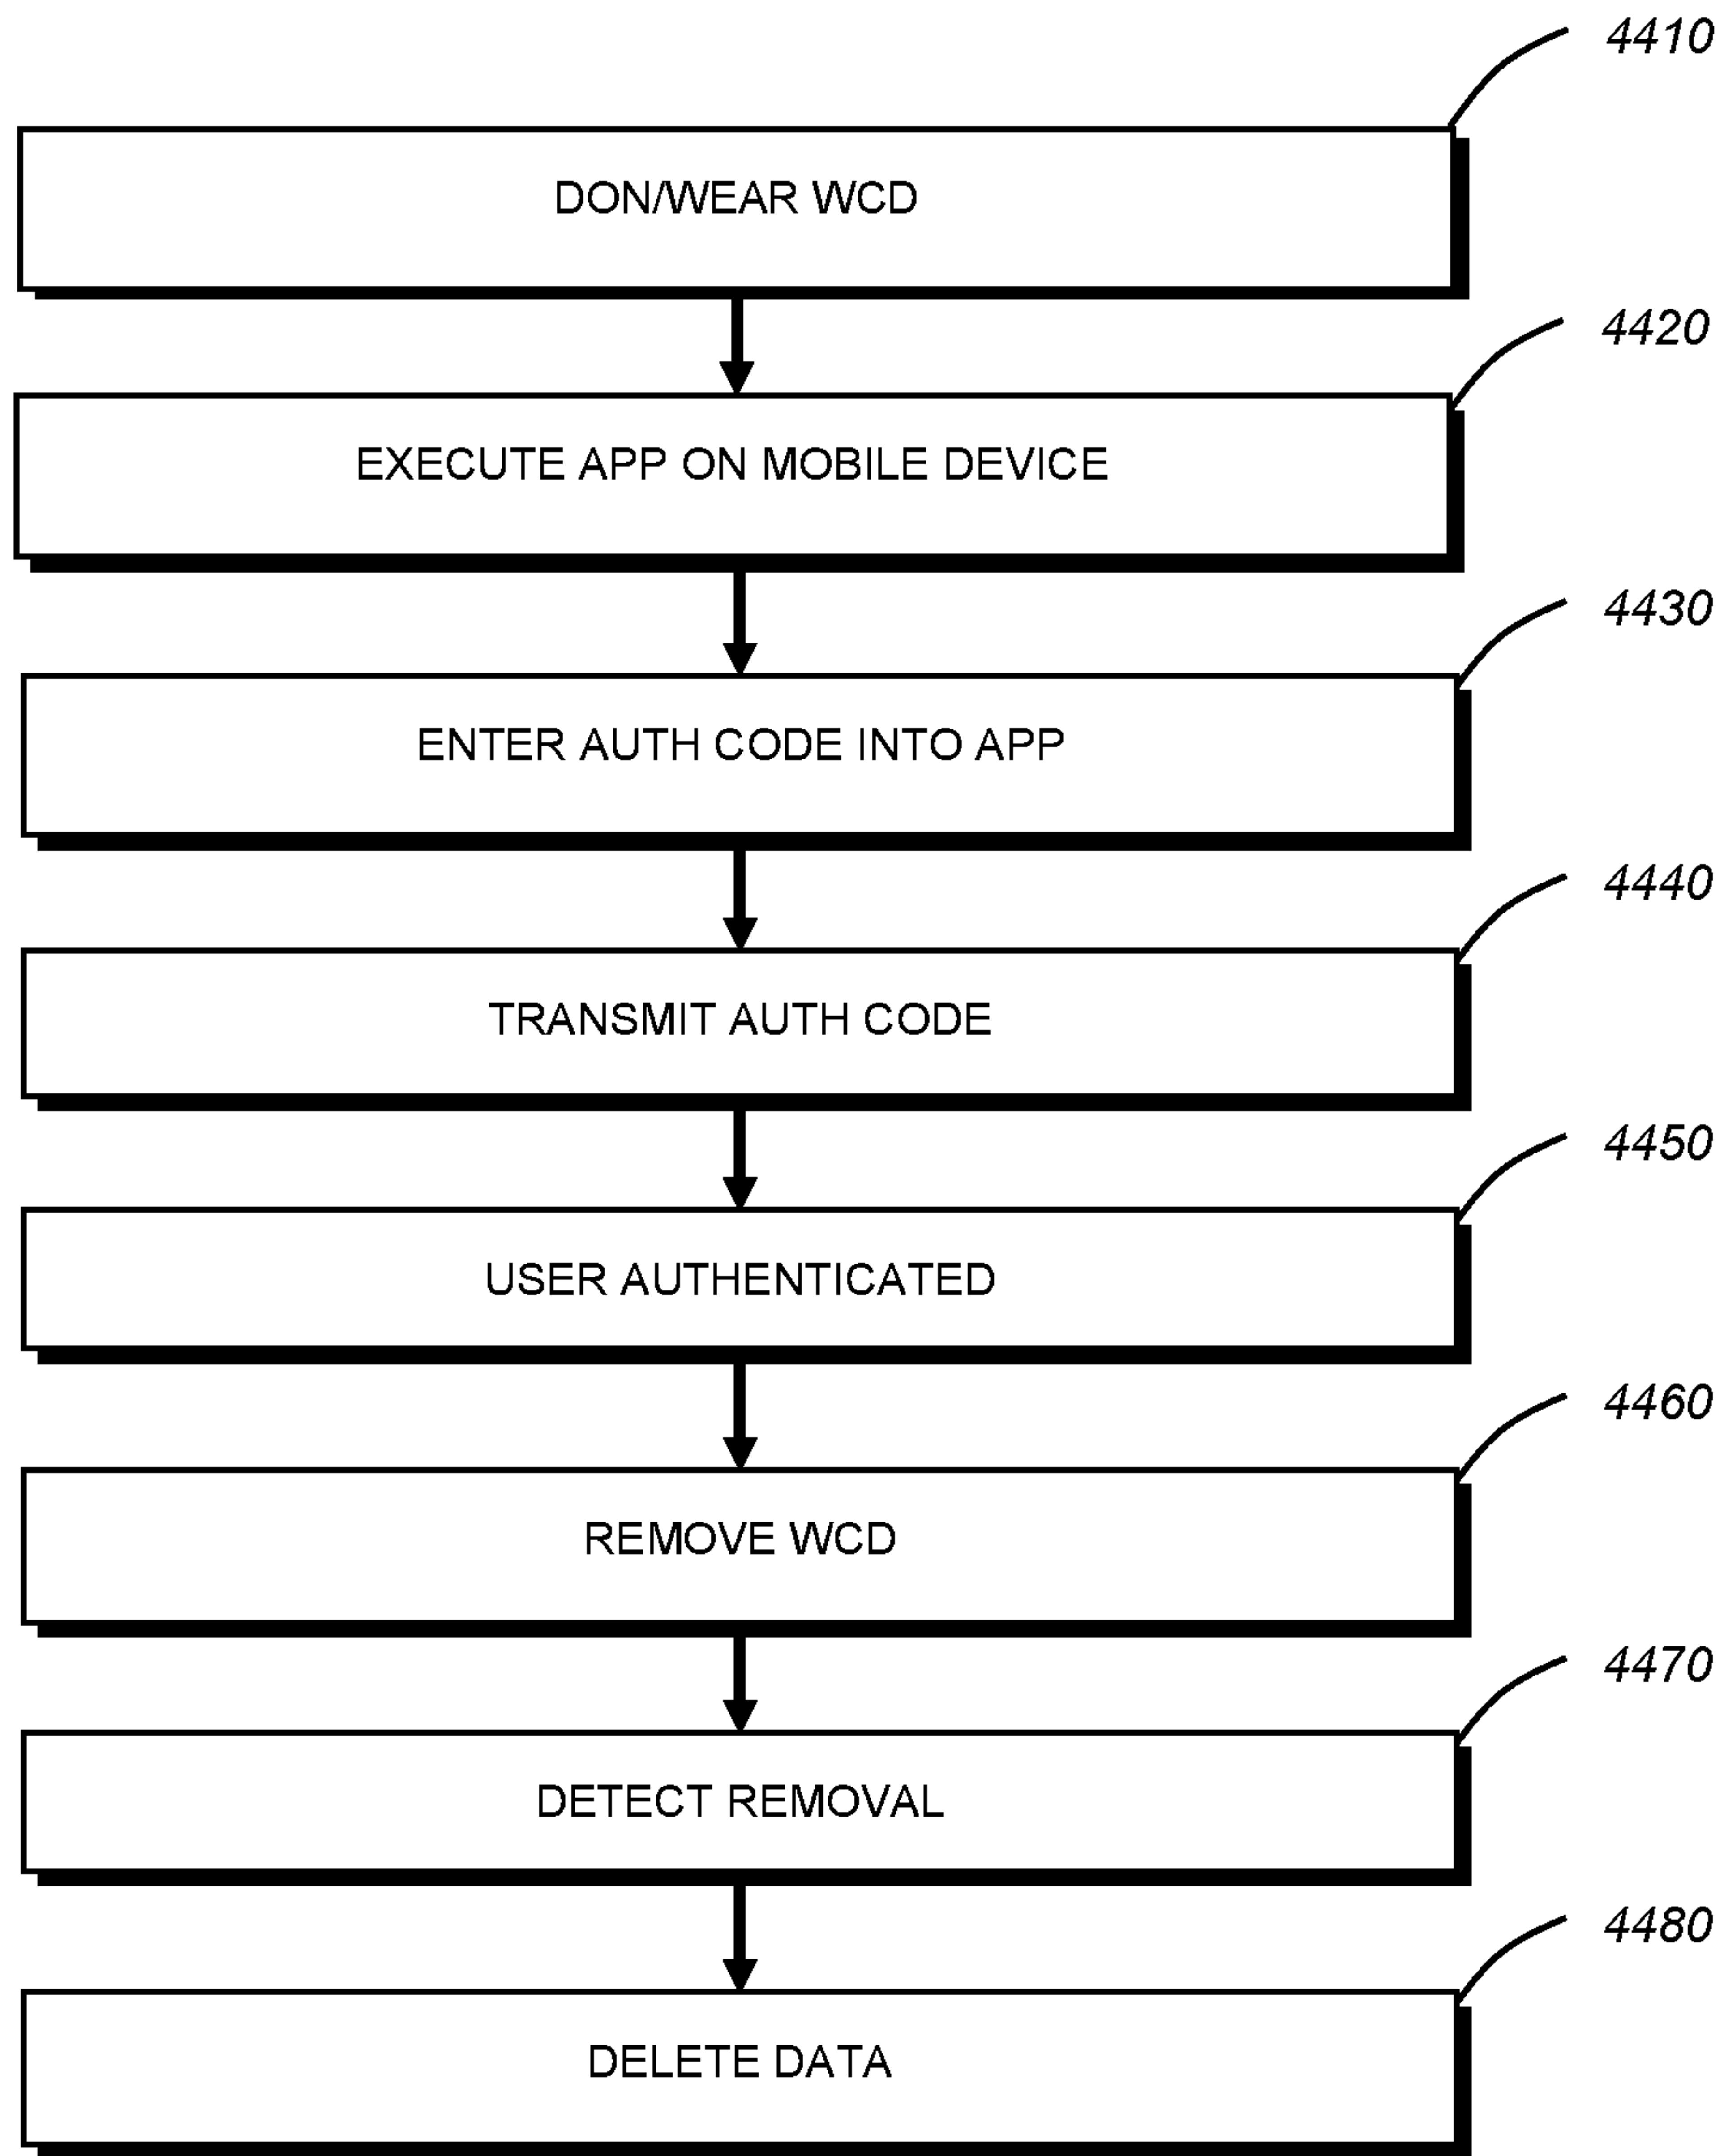 4410
DON/WEAR WCD
4420
EXECUTE APP ON MOBILE DEVICE
4430
ENTER AUTH CODE INTO APP
4440
TRANSMIT AUTH CODE
4450
USER AUTHENTICATED
4460
REMOVE WCD
4470
DETECT REMOVAL
4480
DELETE DATA